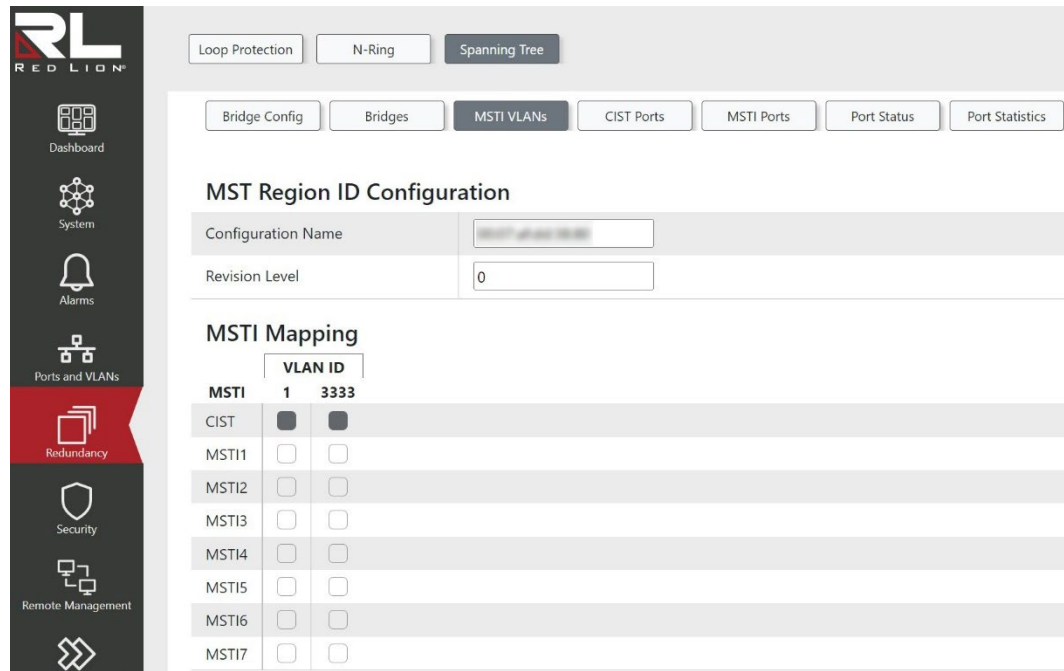 RL
RED LION®
Loop Protection N-Ring Spanning Tree
Bridge Config Bridges MSTI VLANs CIST Ports MSTI Ports Port Status Port Statistics
Dashboard
System
Alarms
Ports and VLANs
Redundancy
Security
Remote Management
MST Region ID Configuration
Configuration Name
Revision Level 0
MSTI Mapping
VLAN ID
MSTI 1 3333
CIST
MSTI1
MSTI2
MSTI3
MSTI4
MSTI5
MSTI6
MSTI7